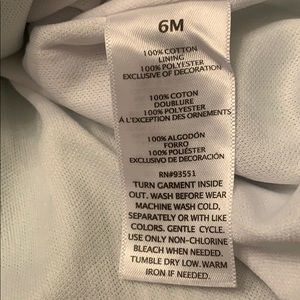 6M
100% COTTON
LINING
100% POLYESTER
EXCLUSIVE OF DECORATION
100% COTON
DOUBLURE
100% POLYESTER
À L'EXCEPTION DES ORNEMENTS
100% ALGODÓN
FORRO
100% POLIÉSTER
EXCLUSIVO DE DECORACIÓN
RN#93551
TURN GARMENT INSIDE
OUT. WASH BEFORE WEAR
MACHINE WASH COLD,
SEPARATELY OR WITH LIKE
COLORS. GENTLE CYCLE.
USE ONLY NON-CHLORINE
BLEACH WHEN NEEDED.
TUMBLE DRY LOW. WARM
IRON IF NEEDED.